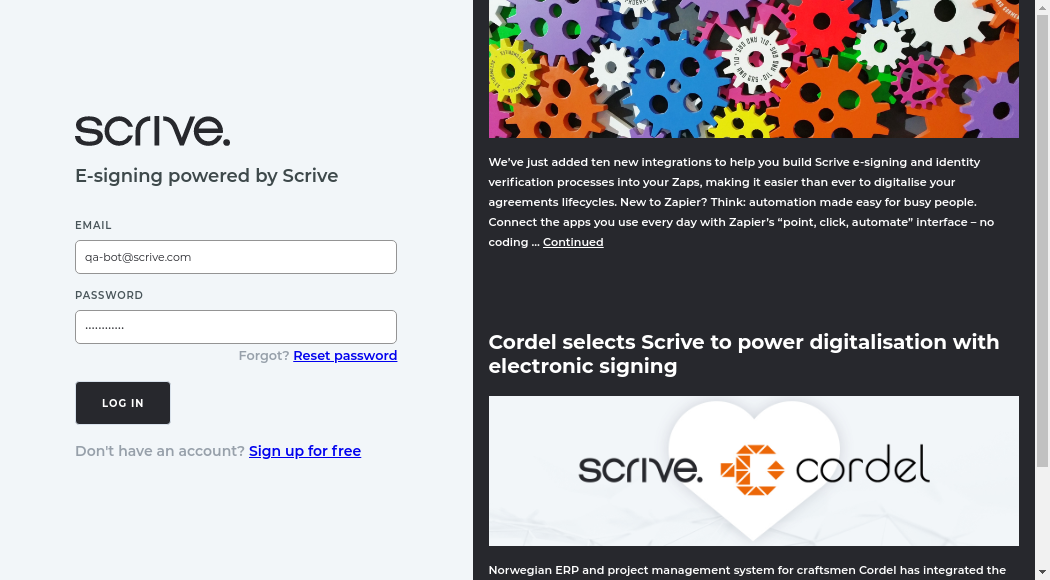 scrive.
E-signing powered by Scrive
EMAIL
qa-bot@scrive.com
PASSWORD
............
Forgot? Reset password
LOG IN
Don't have an account? Sign up for free
We’ve just added ten new integrations to help you build Scrive e-signing and identity
verification processes into your Zaps, making it easier than ever to digitalise your
agreements lifecycles. New to Zapier? Think: automation made easy for busy people.
Connect the apps you use every day with Zapier’s “point, click, automate” interface – no
coding ... Continued
Cordel selects Scrive to power digitalisation with
electronic signing
scrive. cordel
Norwegian ERP and project management system for craftsmen Cordel has integrated the